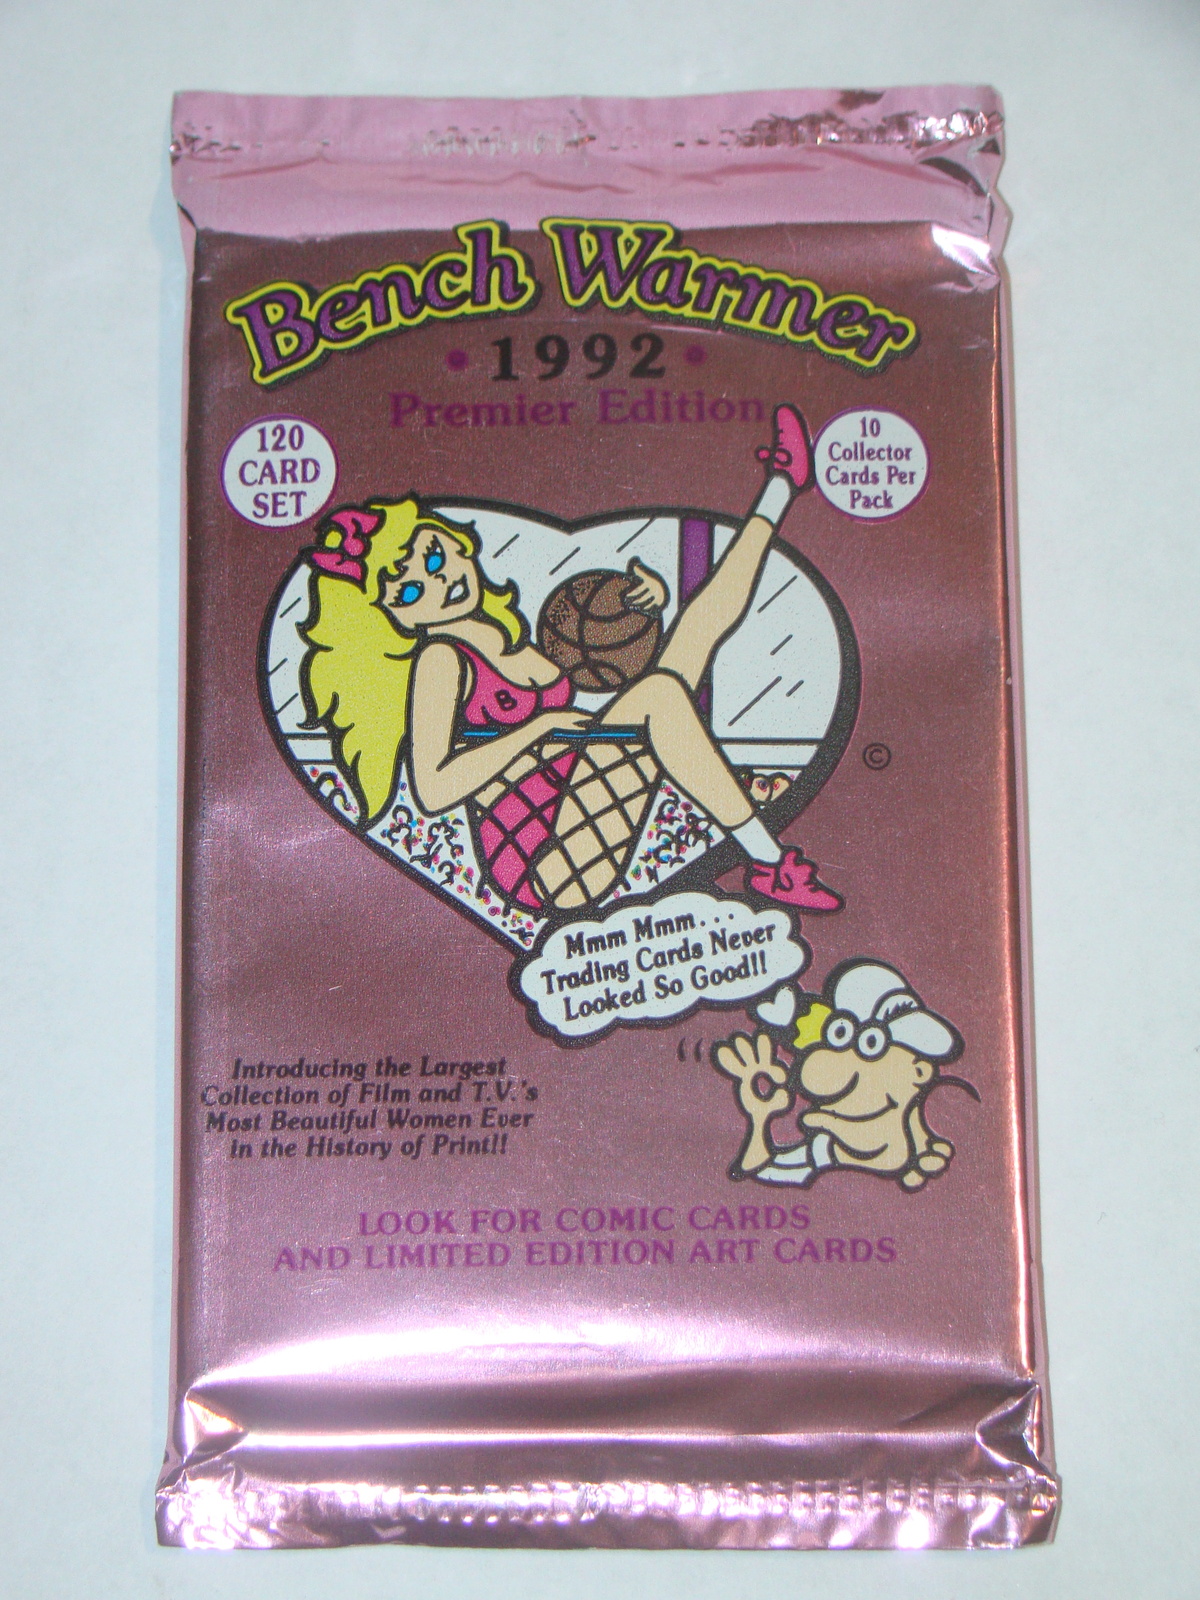 Bench Warmer
• 1992 •
Premier Edition
120
CARD
SET
10
Collector
Cards Per
Pack
B
©
Mmm Mmm...
Trading Cards Never
Looked So Good!!
Introducing the Largest
Collection of Film and T.V.'s
Most Beautiful Women Ever
in the History of Print!!
LOOK FOR COMIC CARDS
AND LIMITED EDITION ART CARDS